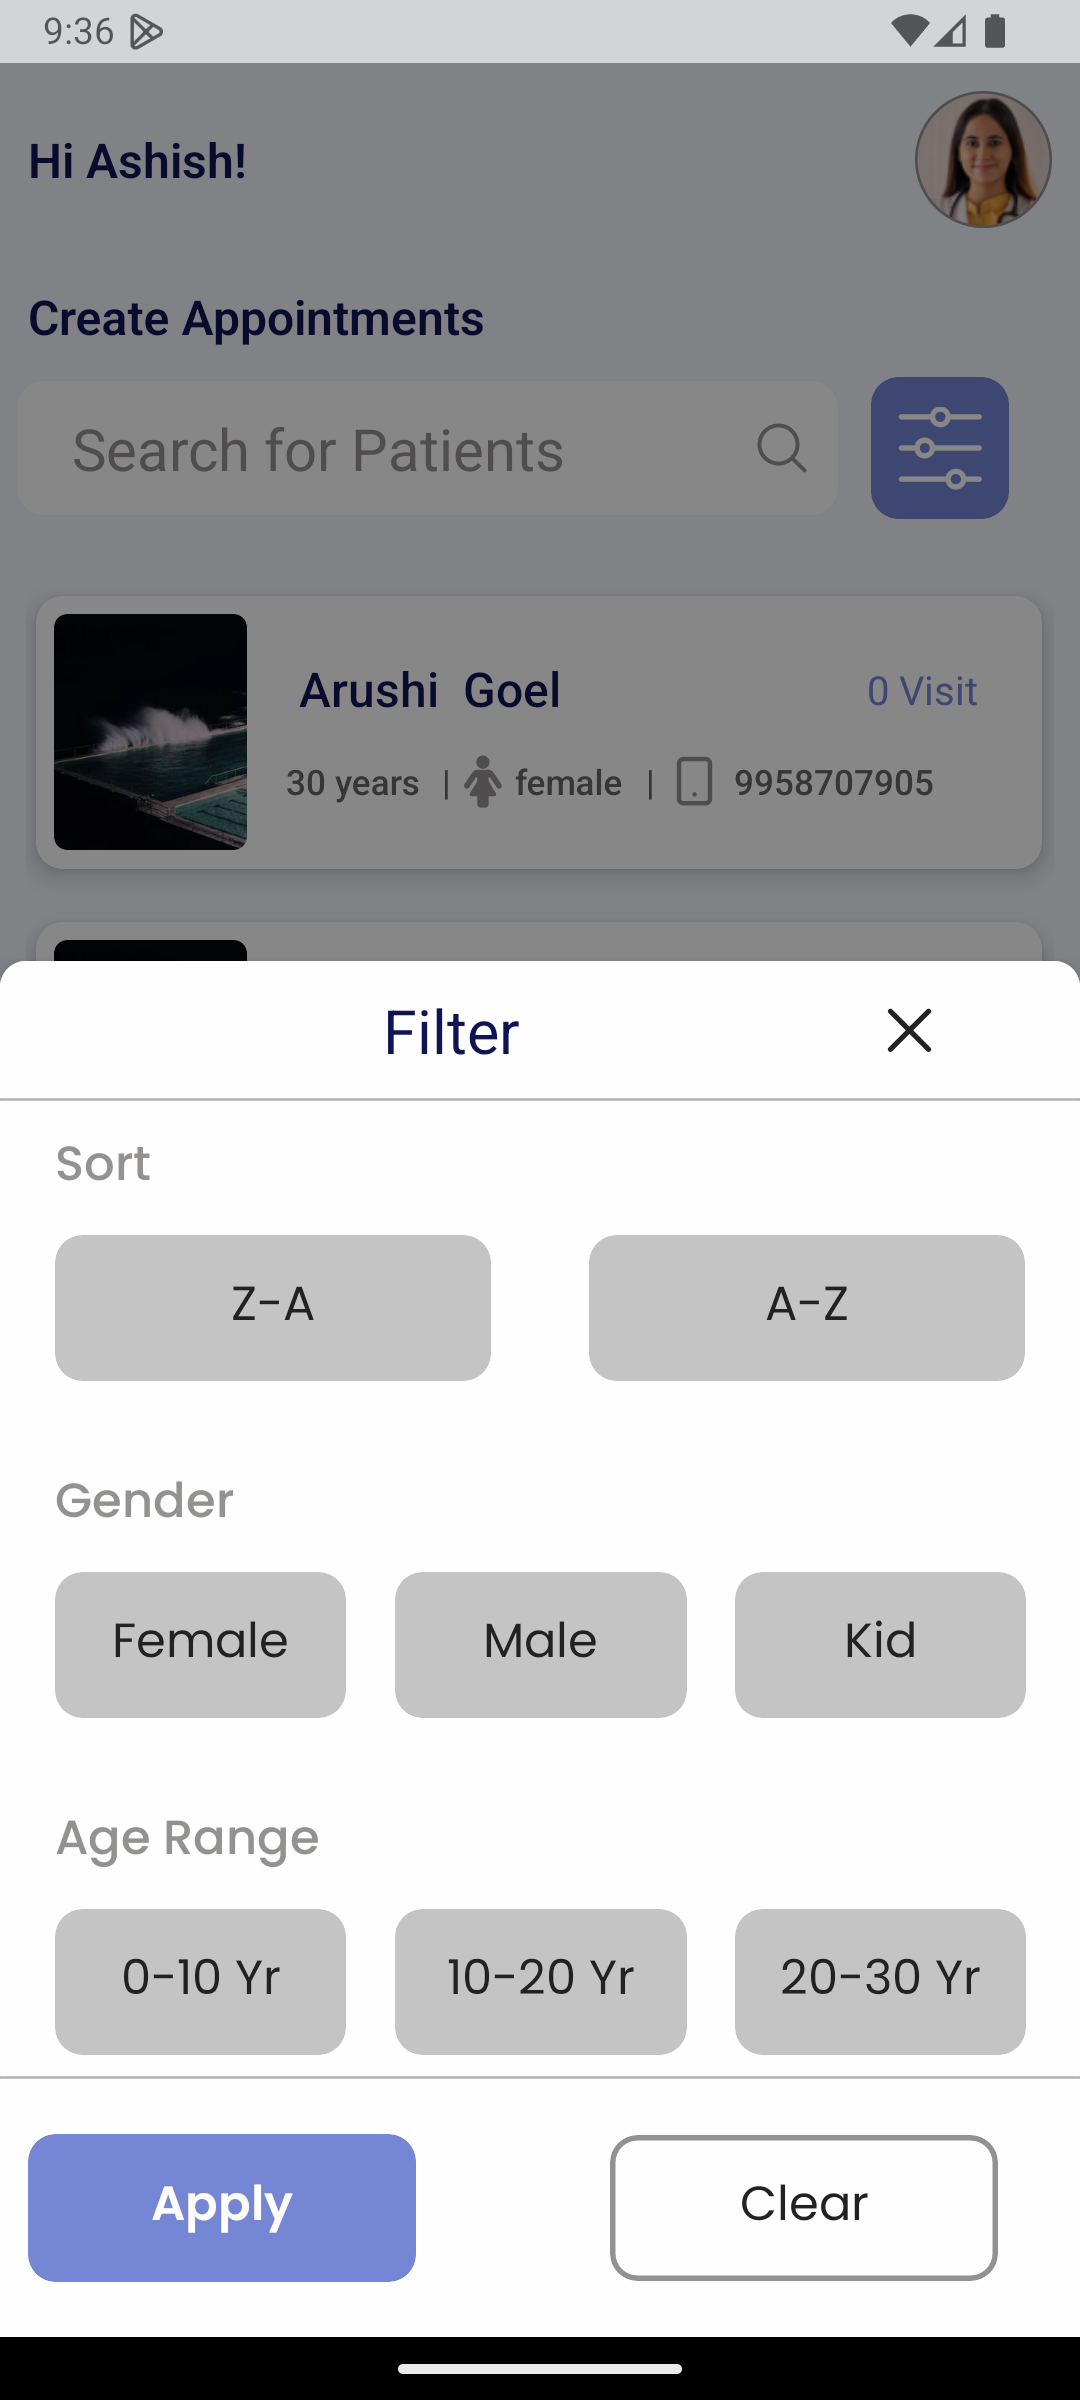 9:36
Hi Ashish!
Create Appointments
Search for Patients
Arushi Goel 0 Visit
30 years | female | 9958707905
Filter
Sort
Z-A A-Z
Gender
Female Male Kid
Age Range
0-10 Yr 10-20 Yr 20-30 Yr
Apply Clear